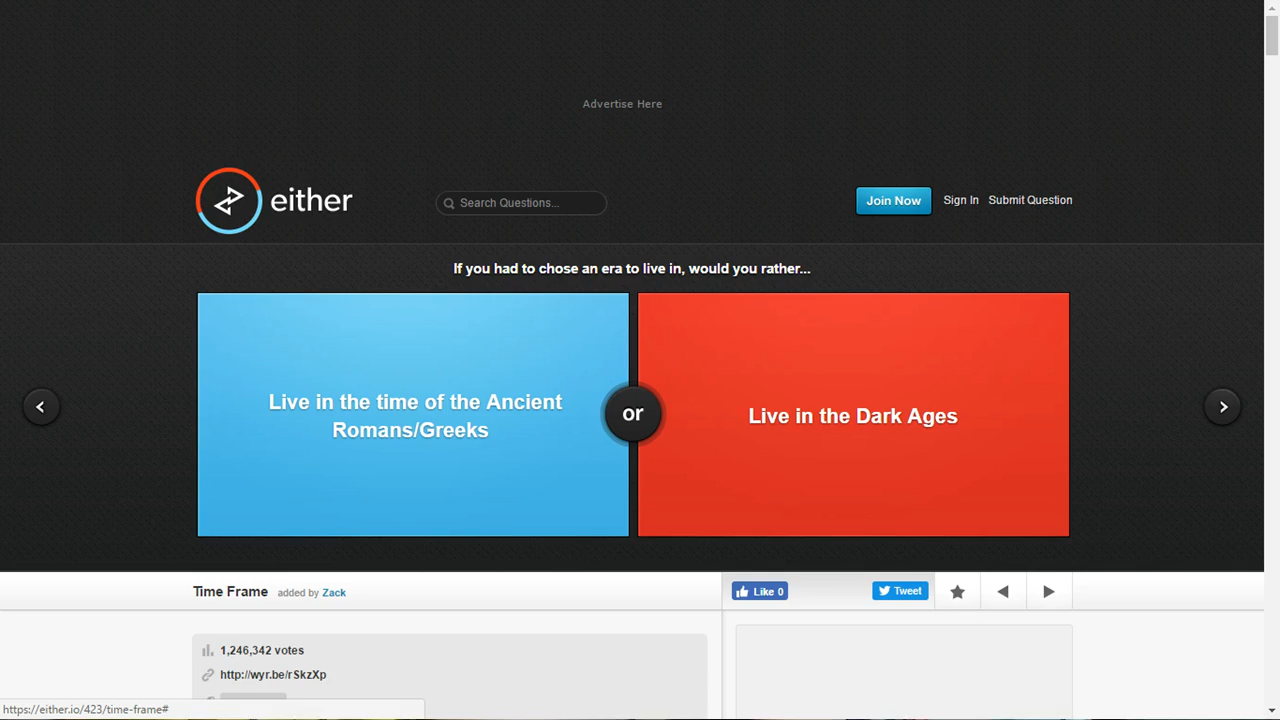 Advertise Here
either
Search Questions...
Join Now
Sign In
Submit Question
If you had to chose an era to live in, would you rather...
Live in the time of the Ancient
Romans/Greeks
or
Live in the Dark Ages
Time Frame added by Zack
Like 0
Tweet
1,246,342 votes
http://wyr.be/rSkzXp
https://either.io/423/time-frame#